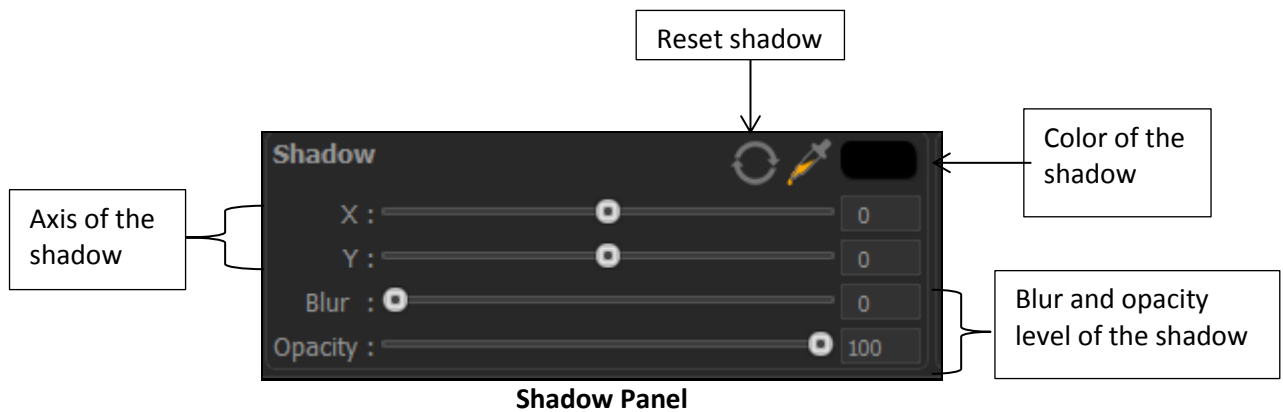 Reset shadow
Color of the
shadow
Shadow
Axis of the
shadow
X : 0
Y : 0
Blur : 0
Opacity : 100
Blur and opacity
level of the shadow
Shadow Panel